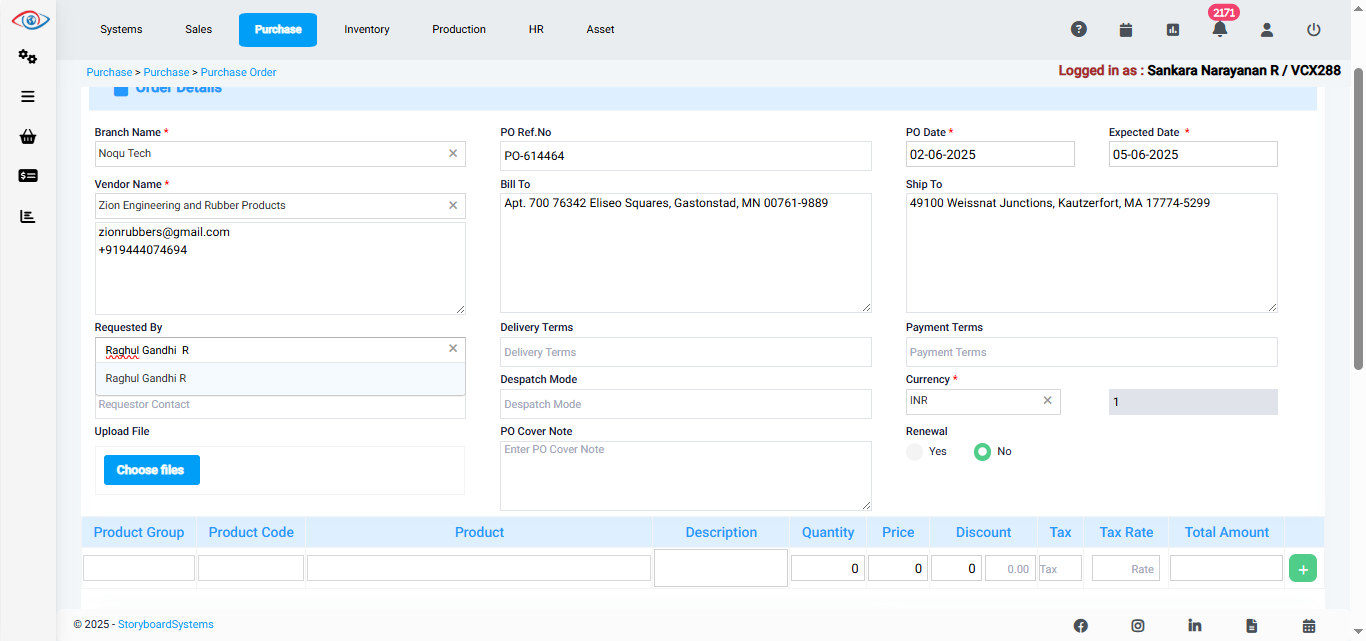 2171
Systems Sales Purchase Inventory Production HR Asset
Purchase > Purchase > Purchase Order
Logged in as : Sankara Narayanan R / VCX288
Order Details
Branch Name *
Noqu Tech
PO Ref.No
PO-614464
PO Date *
02-06-2025
Expected Date *
05-06-2025
Vendor Name *
Zion Engineering and Rubber Products
zionrubbers@gmail.com
+919444074694
Bill To
Apt. 700 76342 Eliseo Squares, Gastonstad, MN 00761-9889
Ship To
49100 Weissnat Junctions, Kautzerfort, MA 17774-5299
Requested By
Raghul Gandhi  R
Raghul Gandhi R
Requestor Contact
Delivery Terms
Delivery Terms
Payment Terms
Payment Terms
Despatch Mode
Despatch Mode
Currency *
INR
1
Upload File
Choose files
PO Cover Note
Enter PO Cover Note
Renewal
Yes No
Product Group Product Code Product Description Quantity Price Discount Tax Tax Rate Total Amount
0 0 0 0.00 Tax Rate +
© 2025 - StoryboardSystems